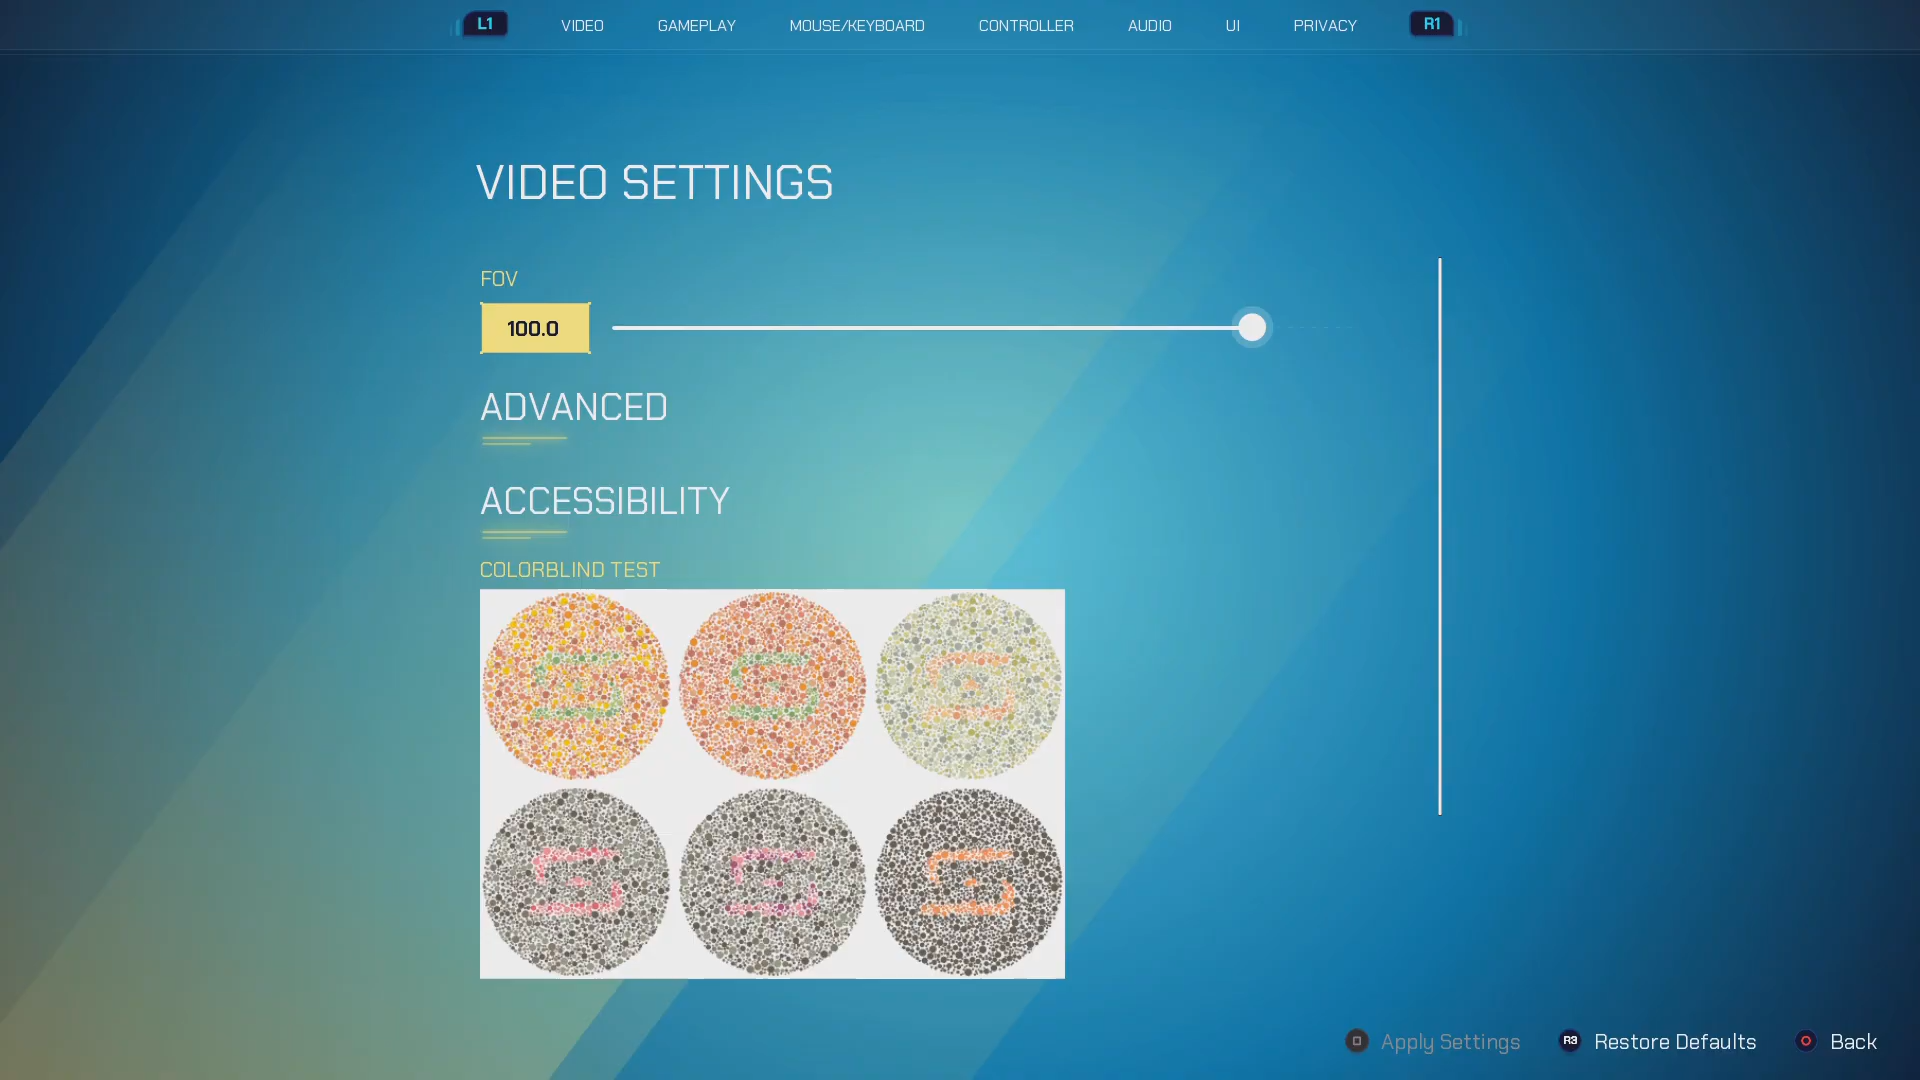 L1 VIDEO GAMEPLAY MOUSE/KEYBOARD CONTROLLER AUDIO UI PRIVACY R1
VIDEO SETTINGS
FOV
100.0
ADVANCED
ACCESSIBILITY
COLORBLIND TEST
Apply Settings R3 Restore Defaults Back